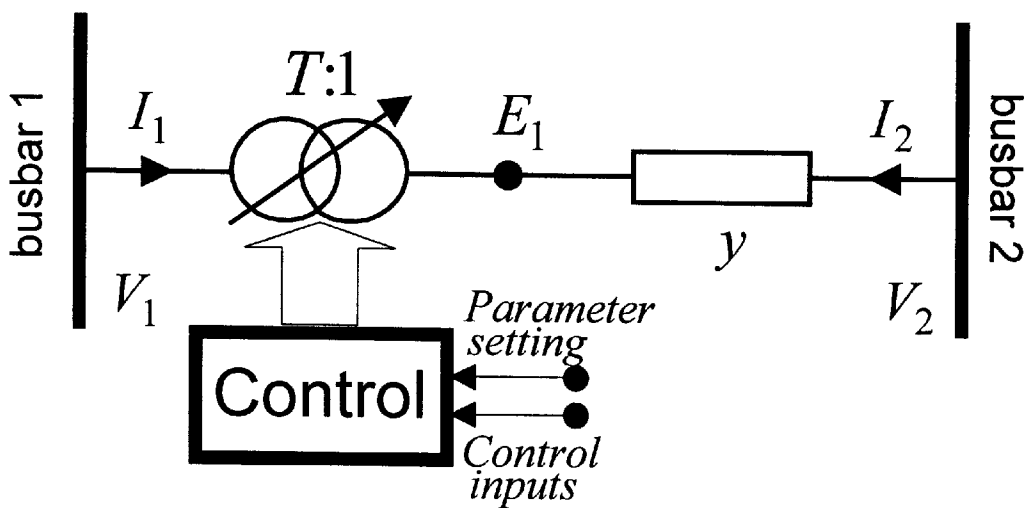 busbar 1
I1
T:1
E1
I2
busbar 2
V1
y
V2
Parameter
setting
Control
Control
inputs